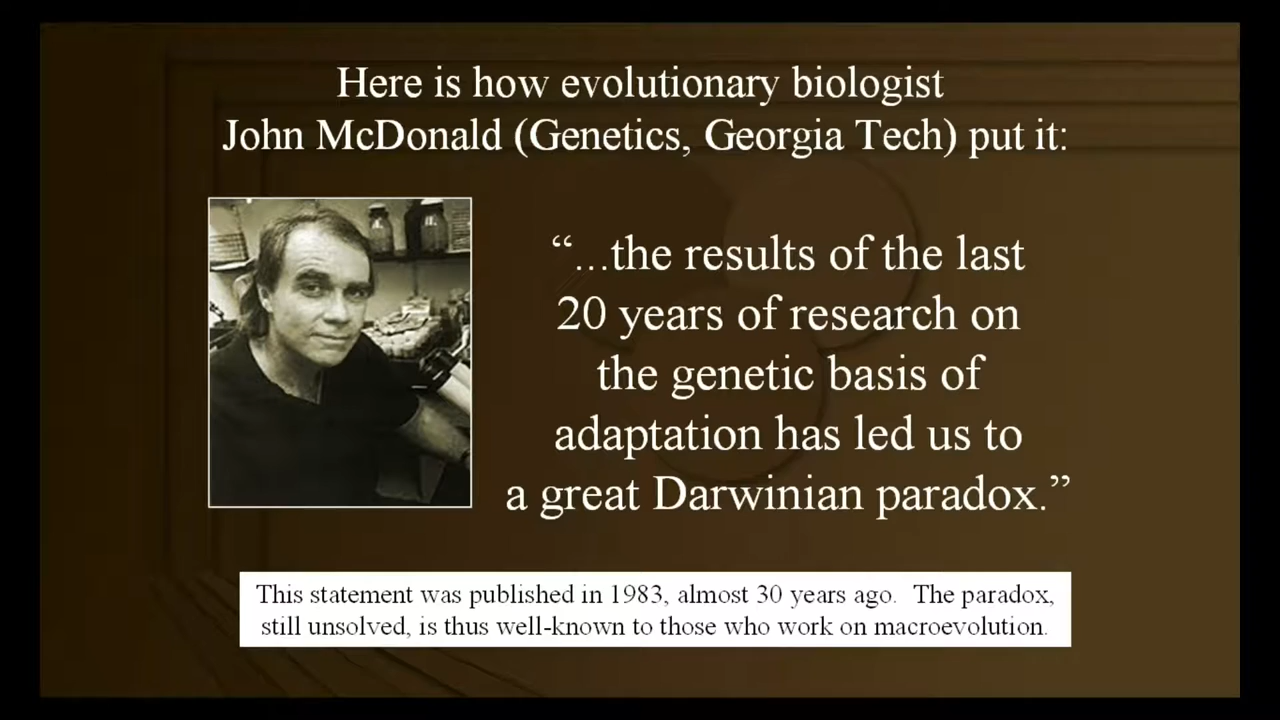 Here is how evolutionary biologist
John McDonald (Genetics, Georgia Tech) put it:
“...the results of the last
20 years of research on
the genetic basis of
adaptation has led us to
a great Darwinian paradox.”
This statement was published in 1983, almost 30 years ago.  The paradox,
still unsolved, is thus well-known to those who work on macroevolution.